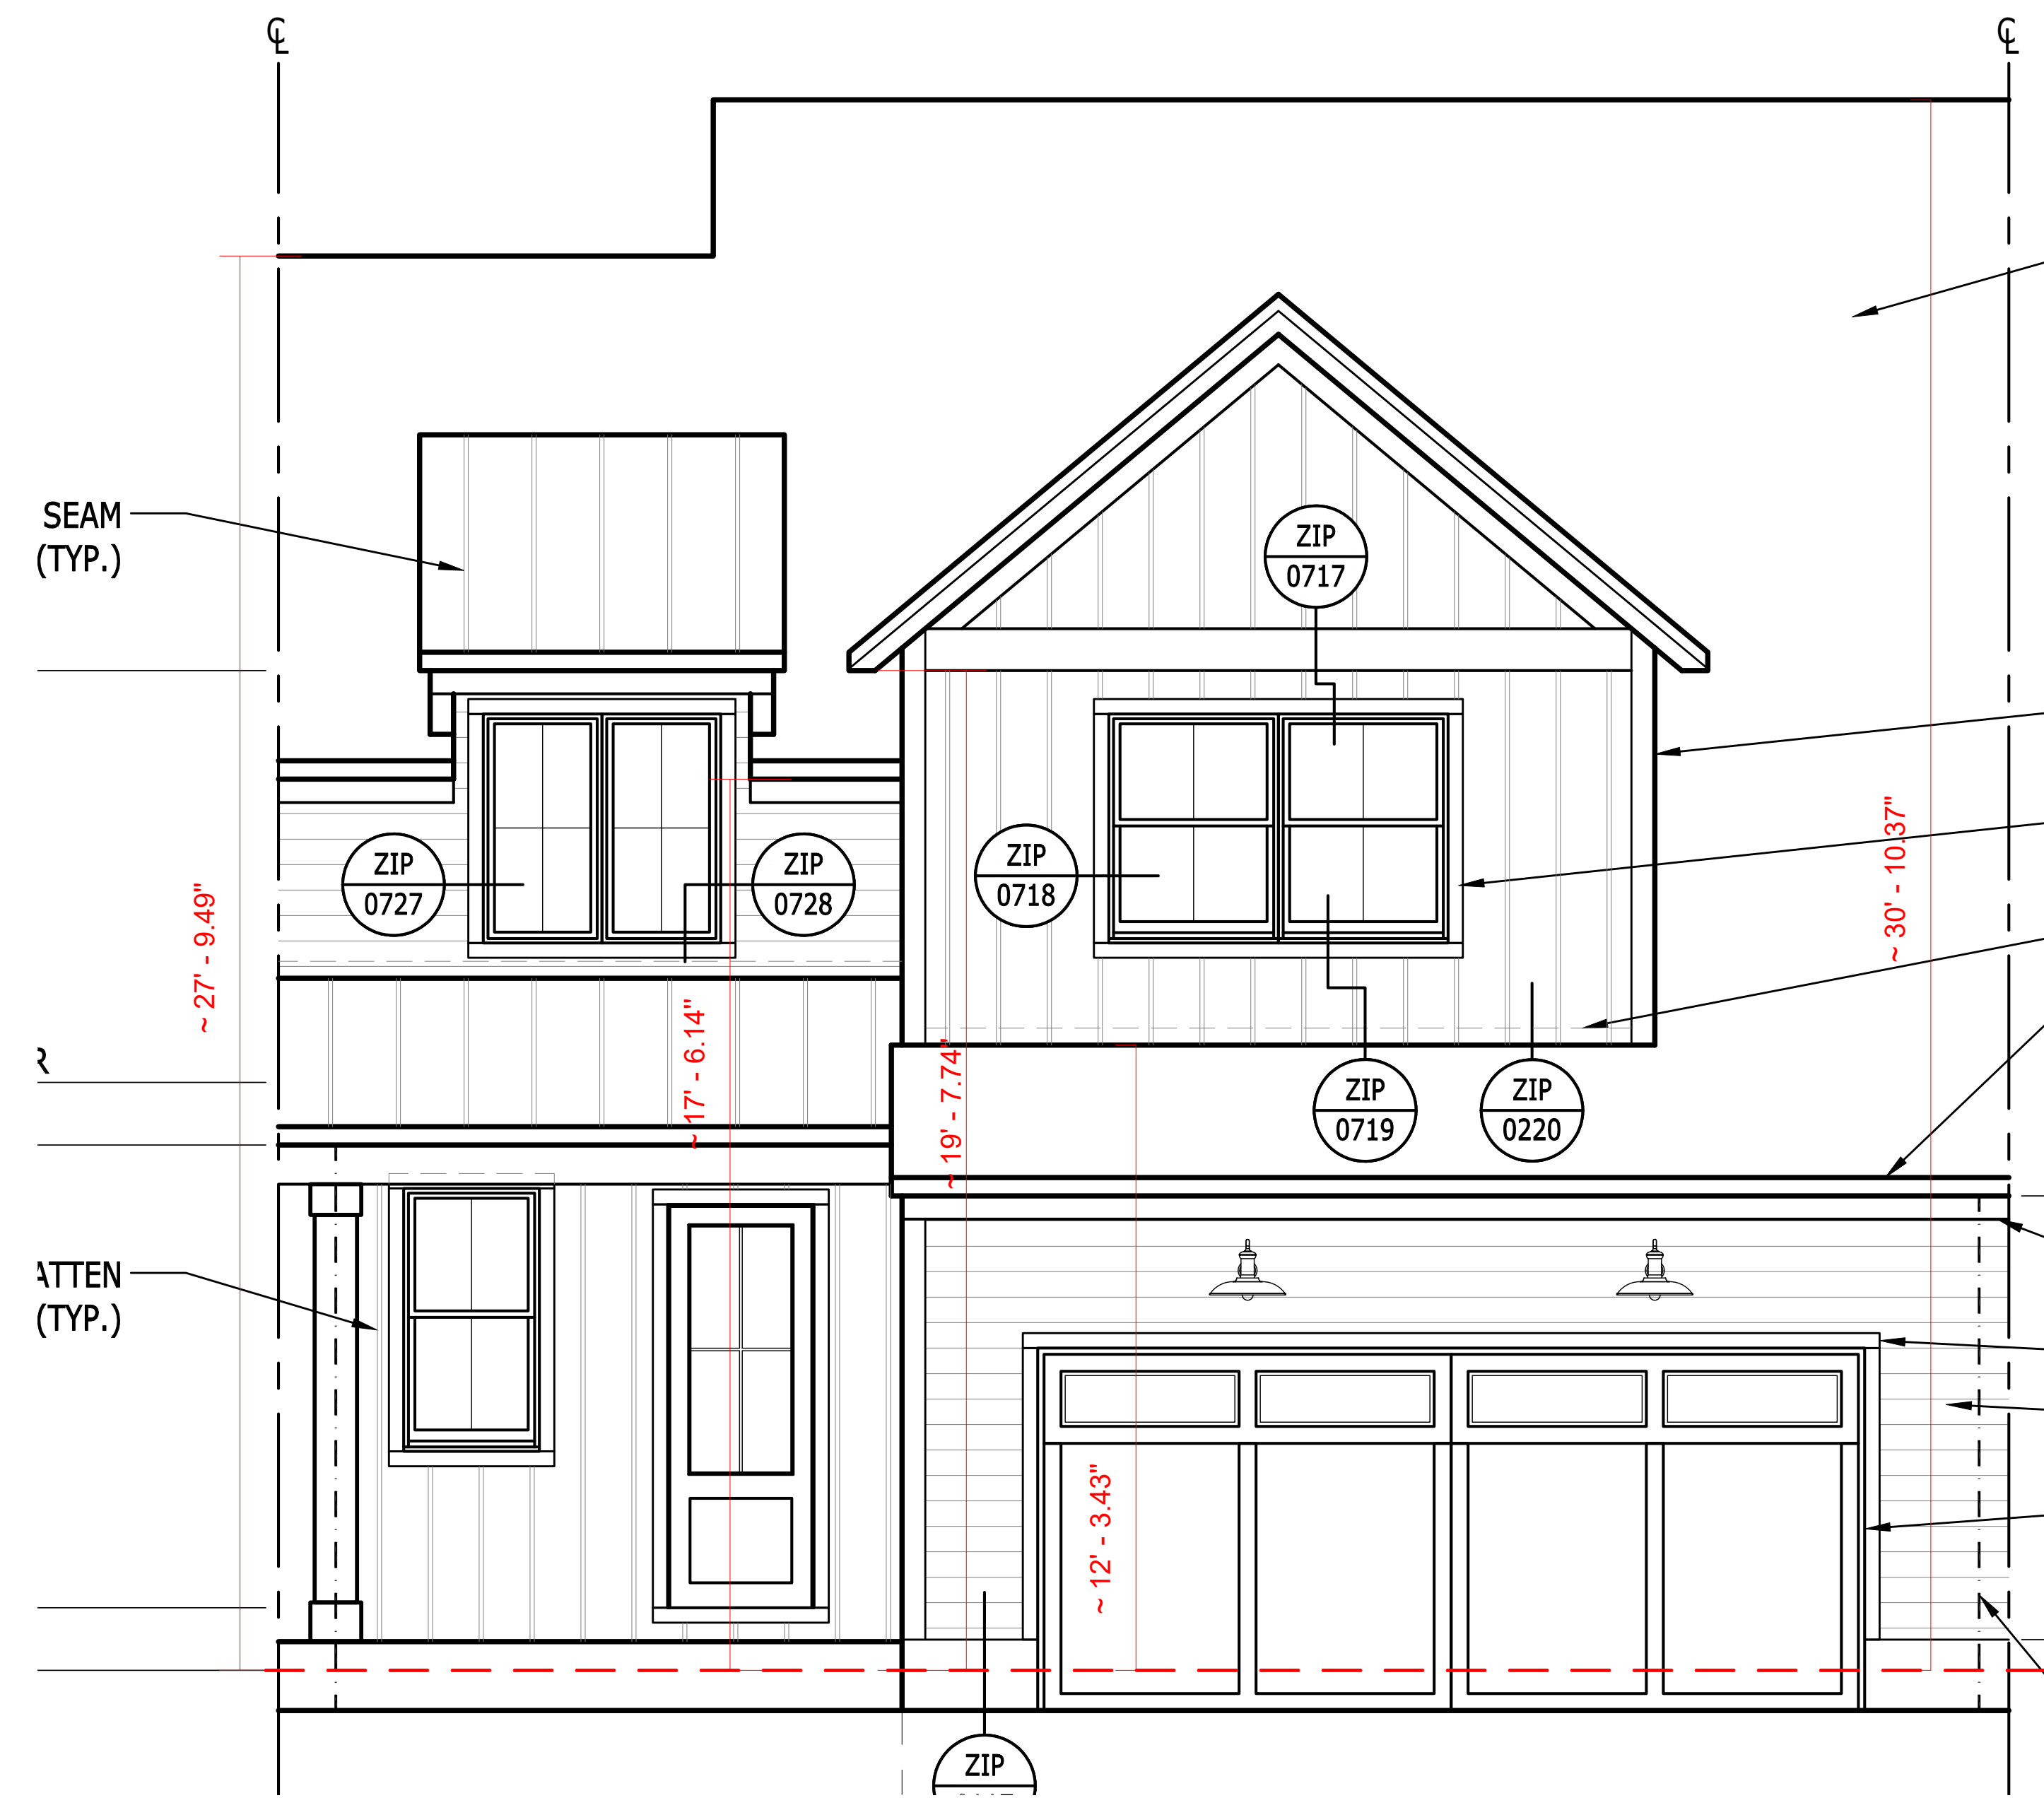 ℄
℄
SEAM
(TYP.)
ZIP
0717
~ 27' - 9.49"
ZIP
0727
ZIP
0728
ZIP
0718
~ 30' - 10.37"
R
~ 17' - 6.14"
~ 19' - 7.74"
ZIP
0719
ZIP
0220
ATTEN
(TYP.)
~ 12' - 3.43"
ZIP